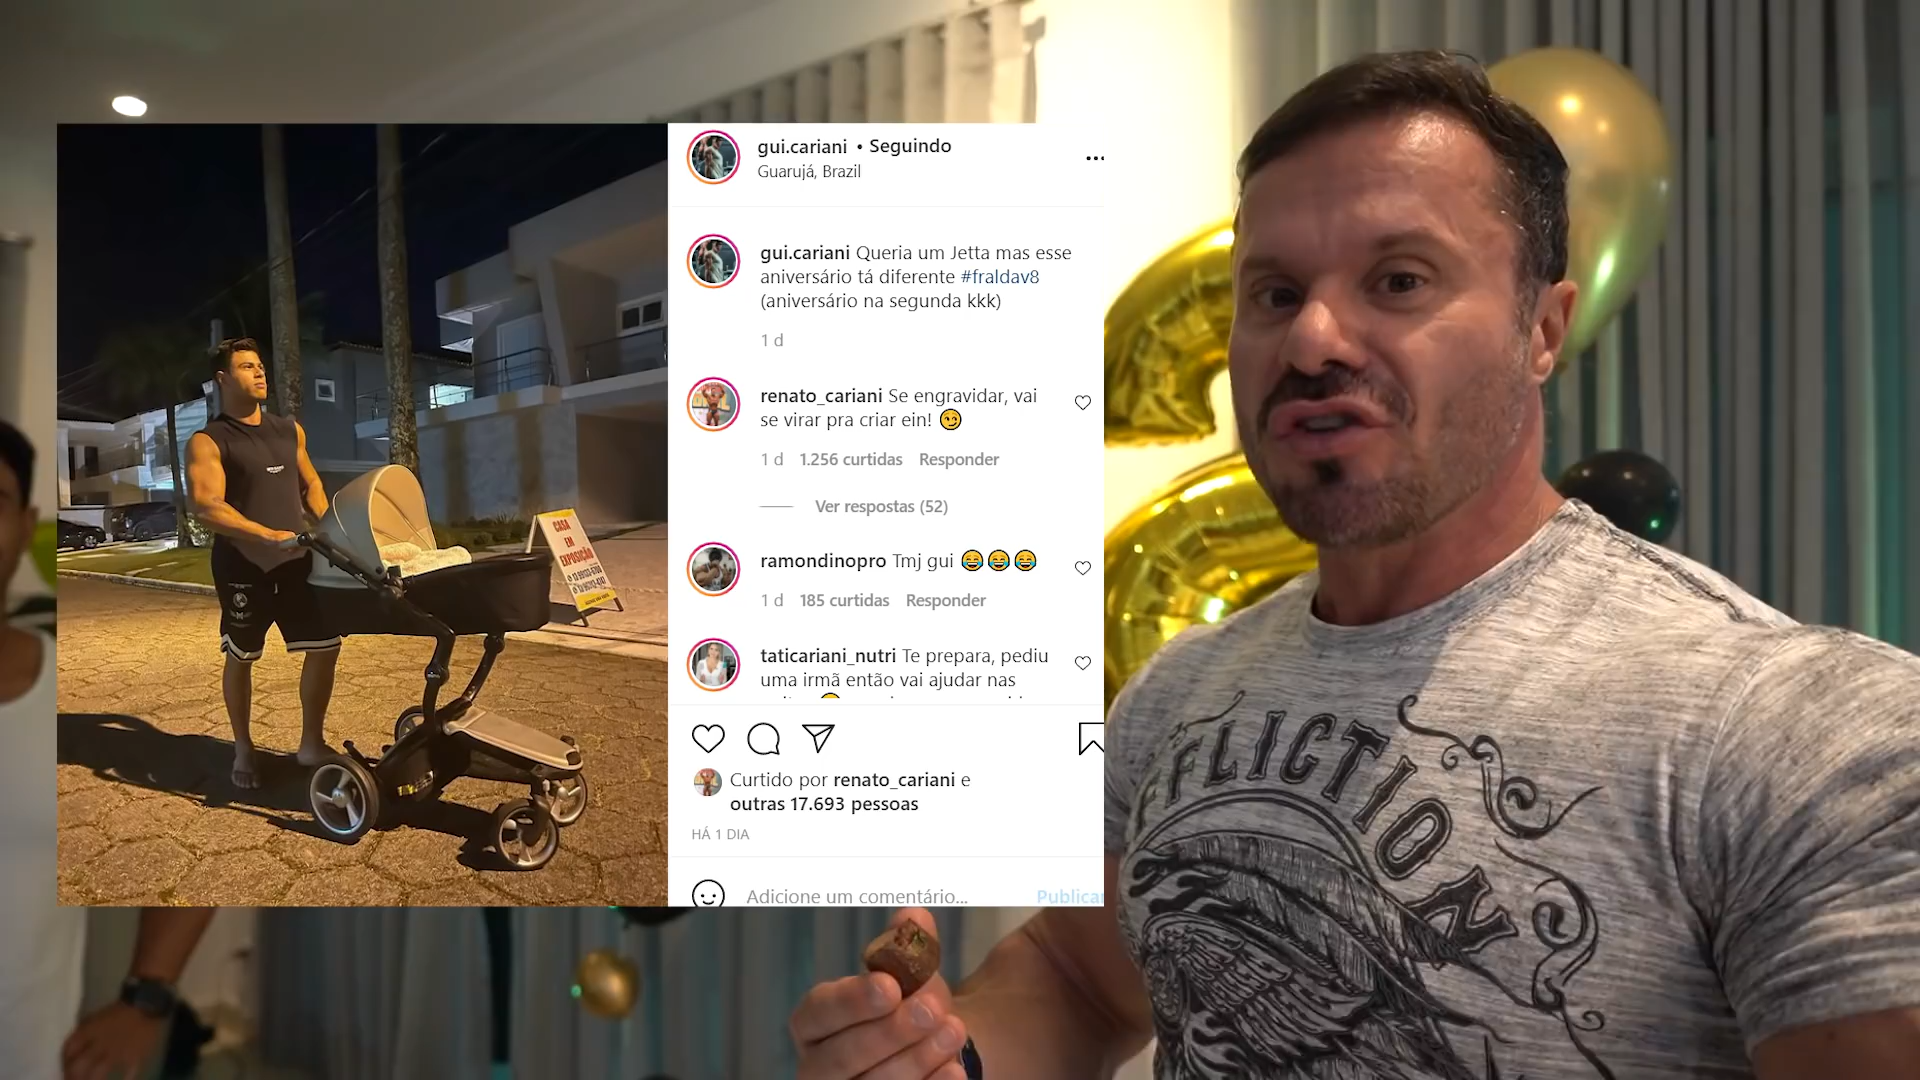 gui.cariani • Seguindo
Guarujá, Brazil
gui.cariani Queria um Jetta mas esse
aniversário tá diferente #fraldav8
(aniversário na segunda kkk)
1 d
renato_cariani Se engravidar, vai
se virar pra criar ein! 😏
1 d 1.256 curtidas Responder
Ver respostas (52)
ramondinopro Tmj gui 😂😂😂
1 d 185 curtidas Responder
taticariani_nutri Te prepara, pediu
uma irmã então vai ajudar nas
Curtido por renato_cariani e
outras 17.693 pessoas
HÁ 1 DIA
Adicione um comentário... Publicar
CASA
EM
EXPOSIÇÃO
AFFLICTION